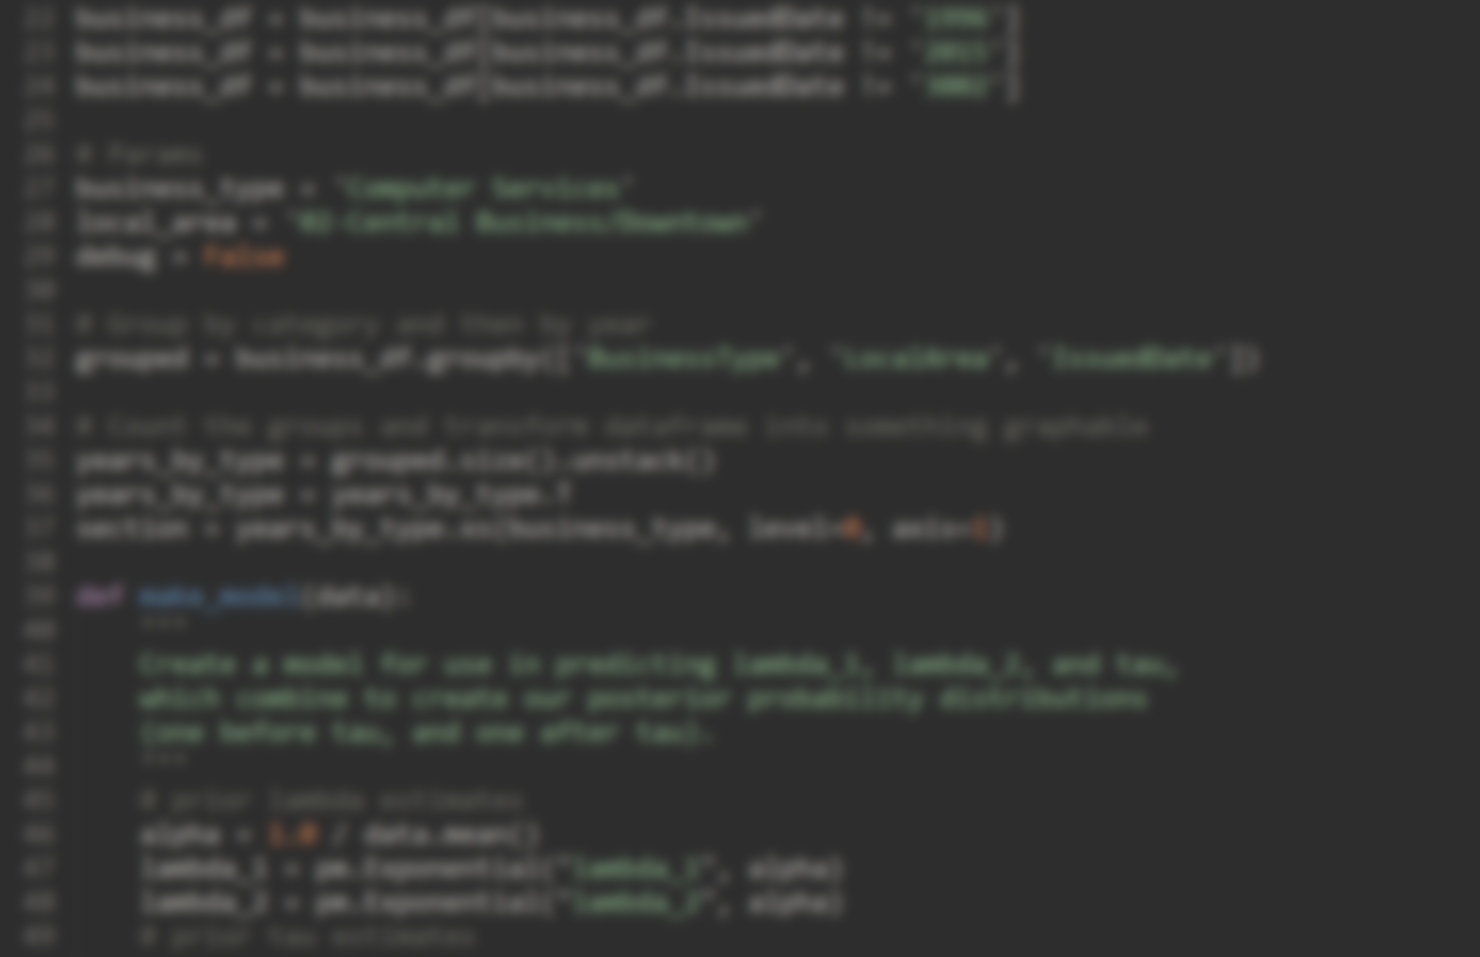 22 business_df = business_df[business_df.IssuedDate != '1996']
23 business_df = business_df[business_df.IssuedDate != '2015']
24 business_df = business_df[business_df.IssuedDate != '']
25
26 # Params
27 business_type = 'Computer Services'
28 local_area = '02-Central Business/Downtown'
29 debug = False
30
31 # Group by category and then by year
32 grouped = business_df.groupby(['BusinessType', 'LocalArea', 'IssuedDate'])
33
34 # Count the groups and transform dataframe into something graphable
35 years_by_type = grouped.size().unstack()
36 years_by_type = years_by_type.T
37 section = years_by_type.xs(business_type, level=0, axis=1)
38
39 def make_model(data):
40 """
41 Create a model for use in predicting lambda_1, lambda_2, and tau,
42 which combine to create our posterior probability distributions
43 (one before tau, and one after tau).
44 """
45 # prior lambda estimates
46 alpha = 1.0 / data.mean()
47 lambda_1 = pm.Exponential("lambda_1", alpha)
48 lambda_2 = pm.Exponential("lambda_2", alpha)
49 # prior tau estimates